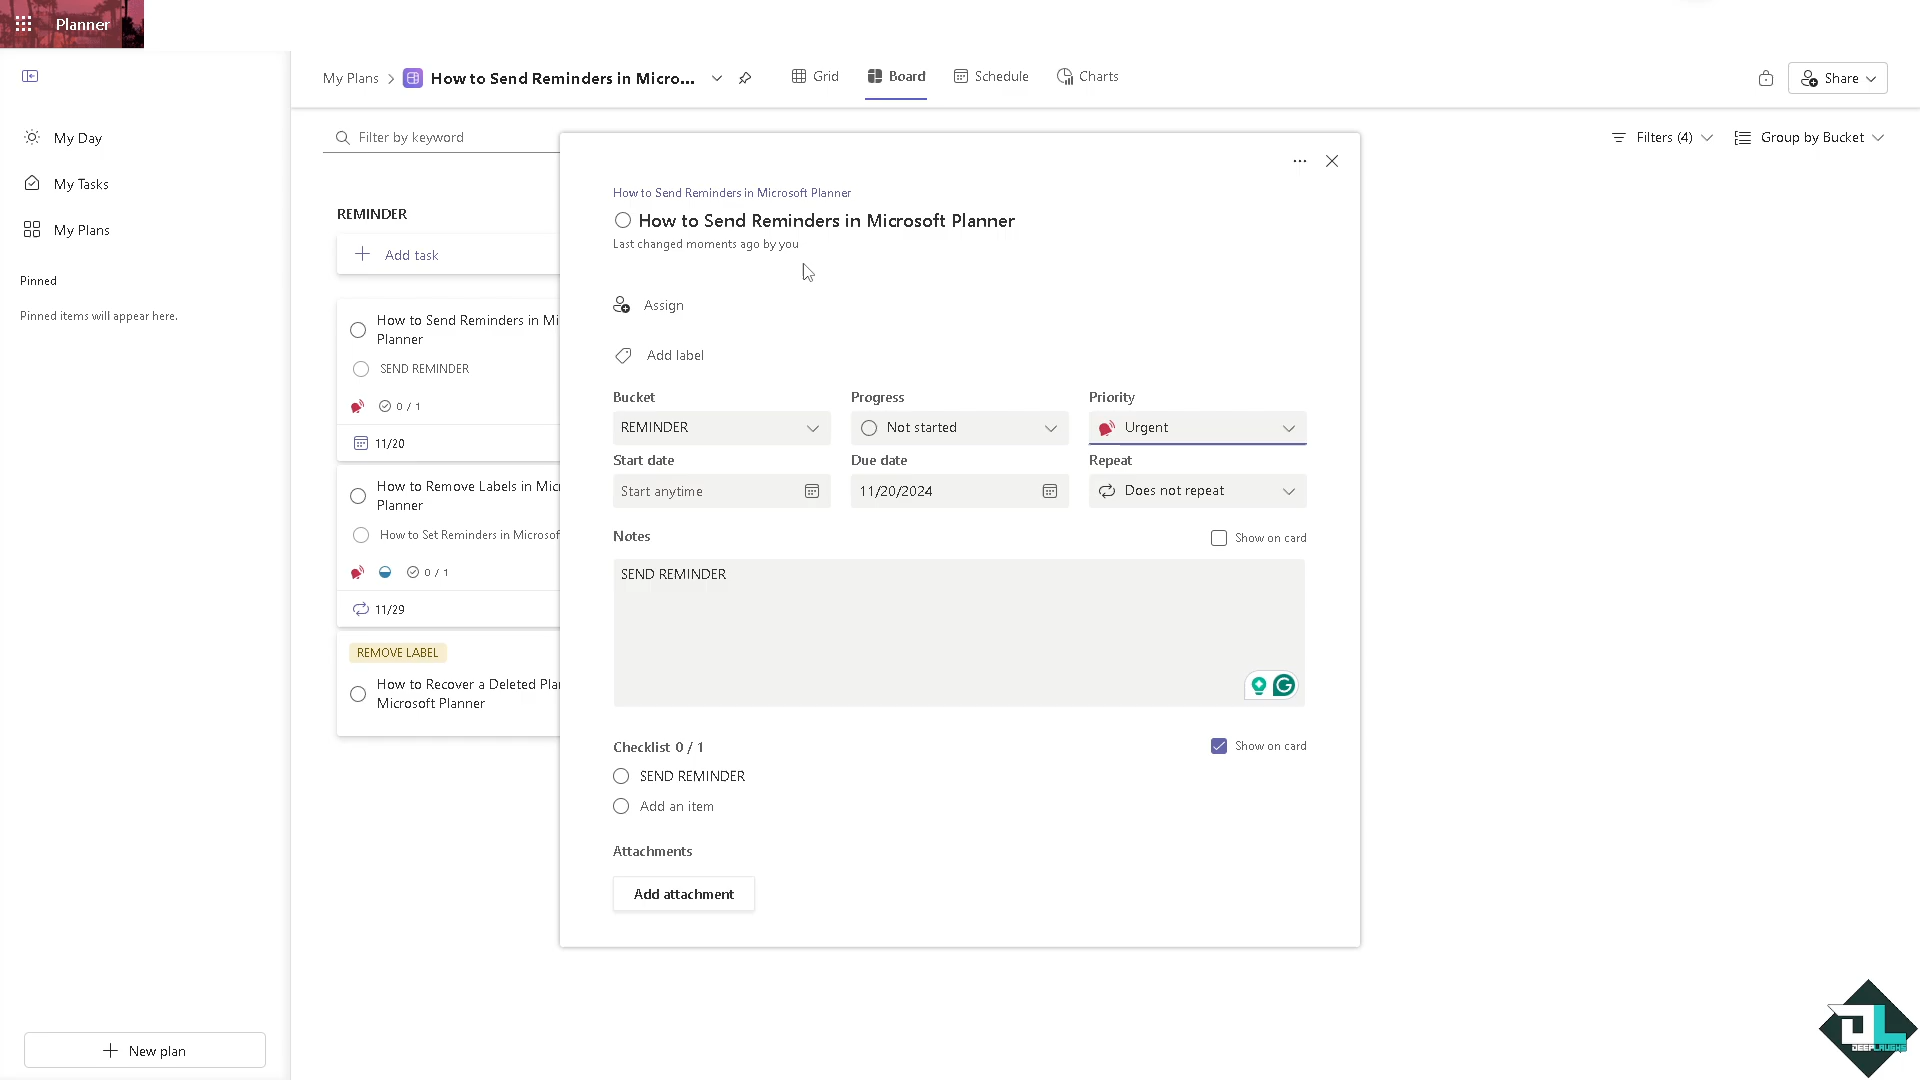 Planner
My Day
My Tasks
My Plans
Pinned
Pinned items will appear here.
New plan
My Plans
How to Send Reminders in Micro...
Grid
Board
Schedule
Charts
Share
Filter by keyword
Filters (4)
Group by Bucket
REMINDER
Add task
How to Send Reminders in Mi
Planner
SEND REMINDER
0 / 1
11/20
How to Remove Labels in Mic
Planner
How to Set Reminders in Microsof
0 / 1
11/29
REMOVE LABEL
How to Recover a Deleted Pla
Microsoft Planner
How to Send Reminders in Microsoft Planner
How to Send Reminders in Microsoft Planner
Last changed moments ago by you
Assign
Add label
Bucket
Progress
Priority
REMINDER
Not started
Urgent
Start date
Due date
Repeat
Start anytime
11/20/2024
Does not repeat
Notes
Show on card
SEND REMINDER
Checklist 0 / 1
Show on card
SEND REMINDER
Add an item
Attachments
Add attachment
DEEPLAUGHS